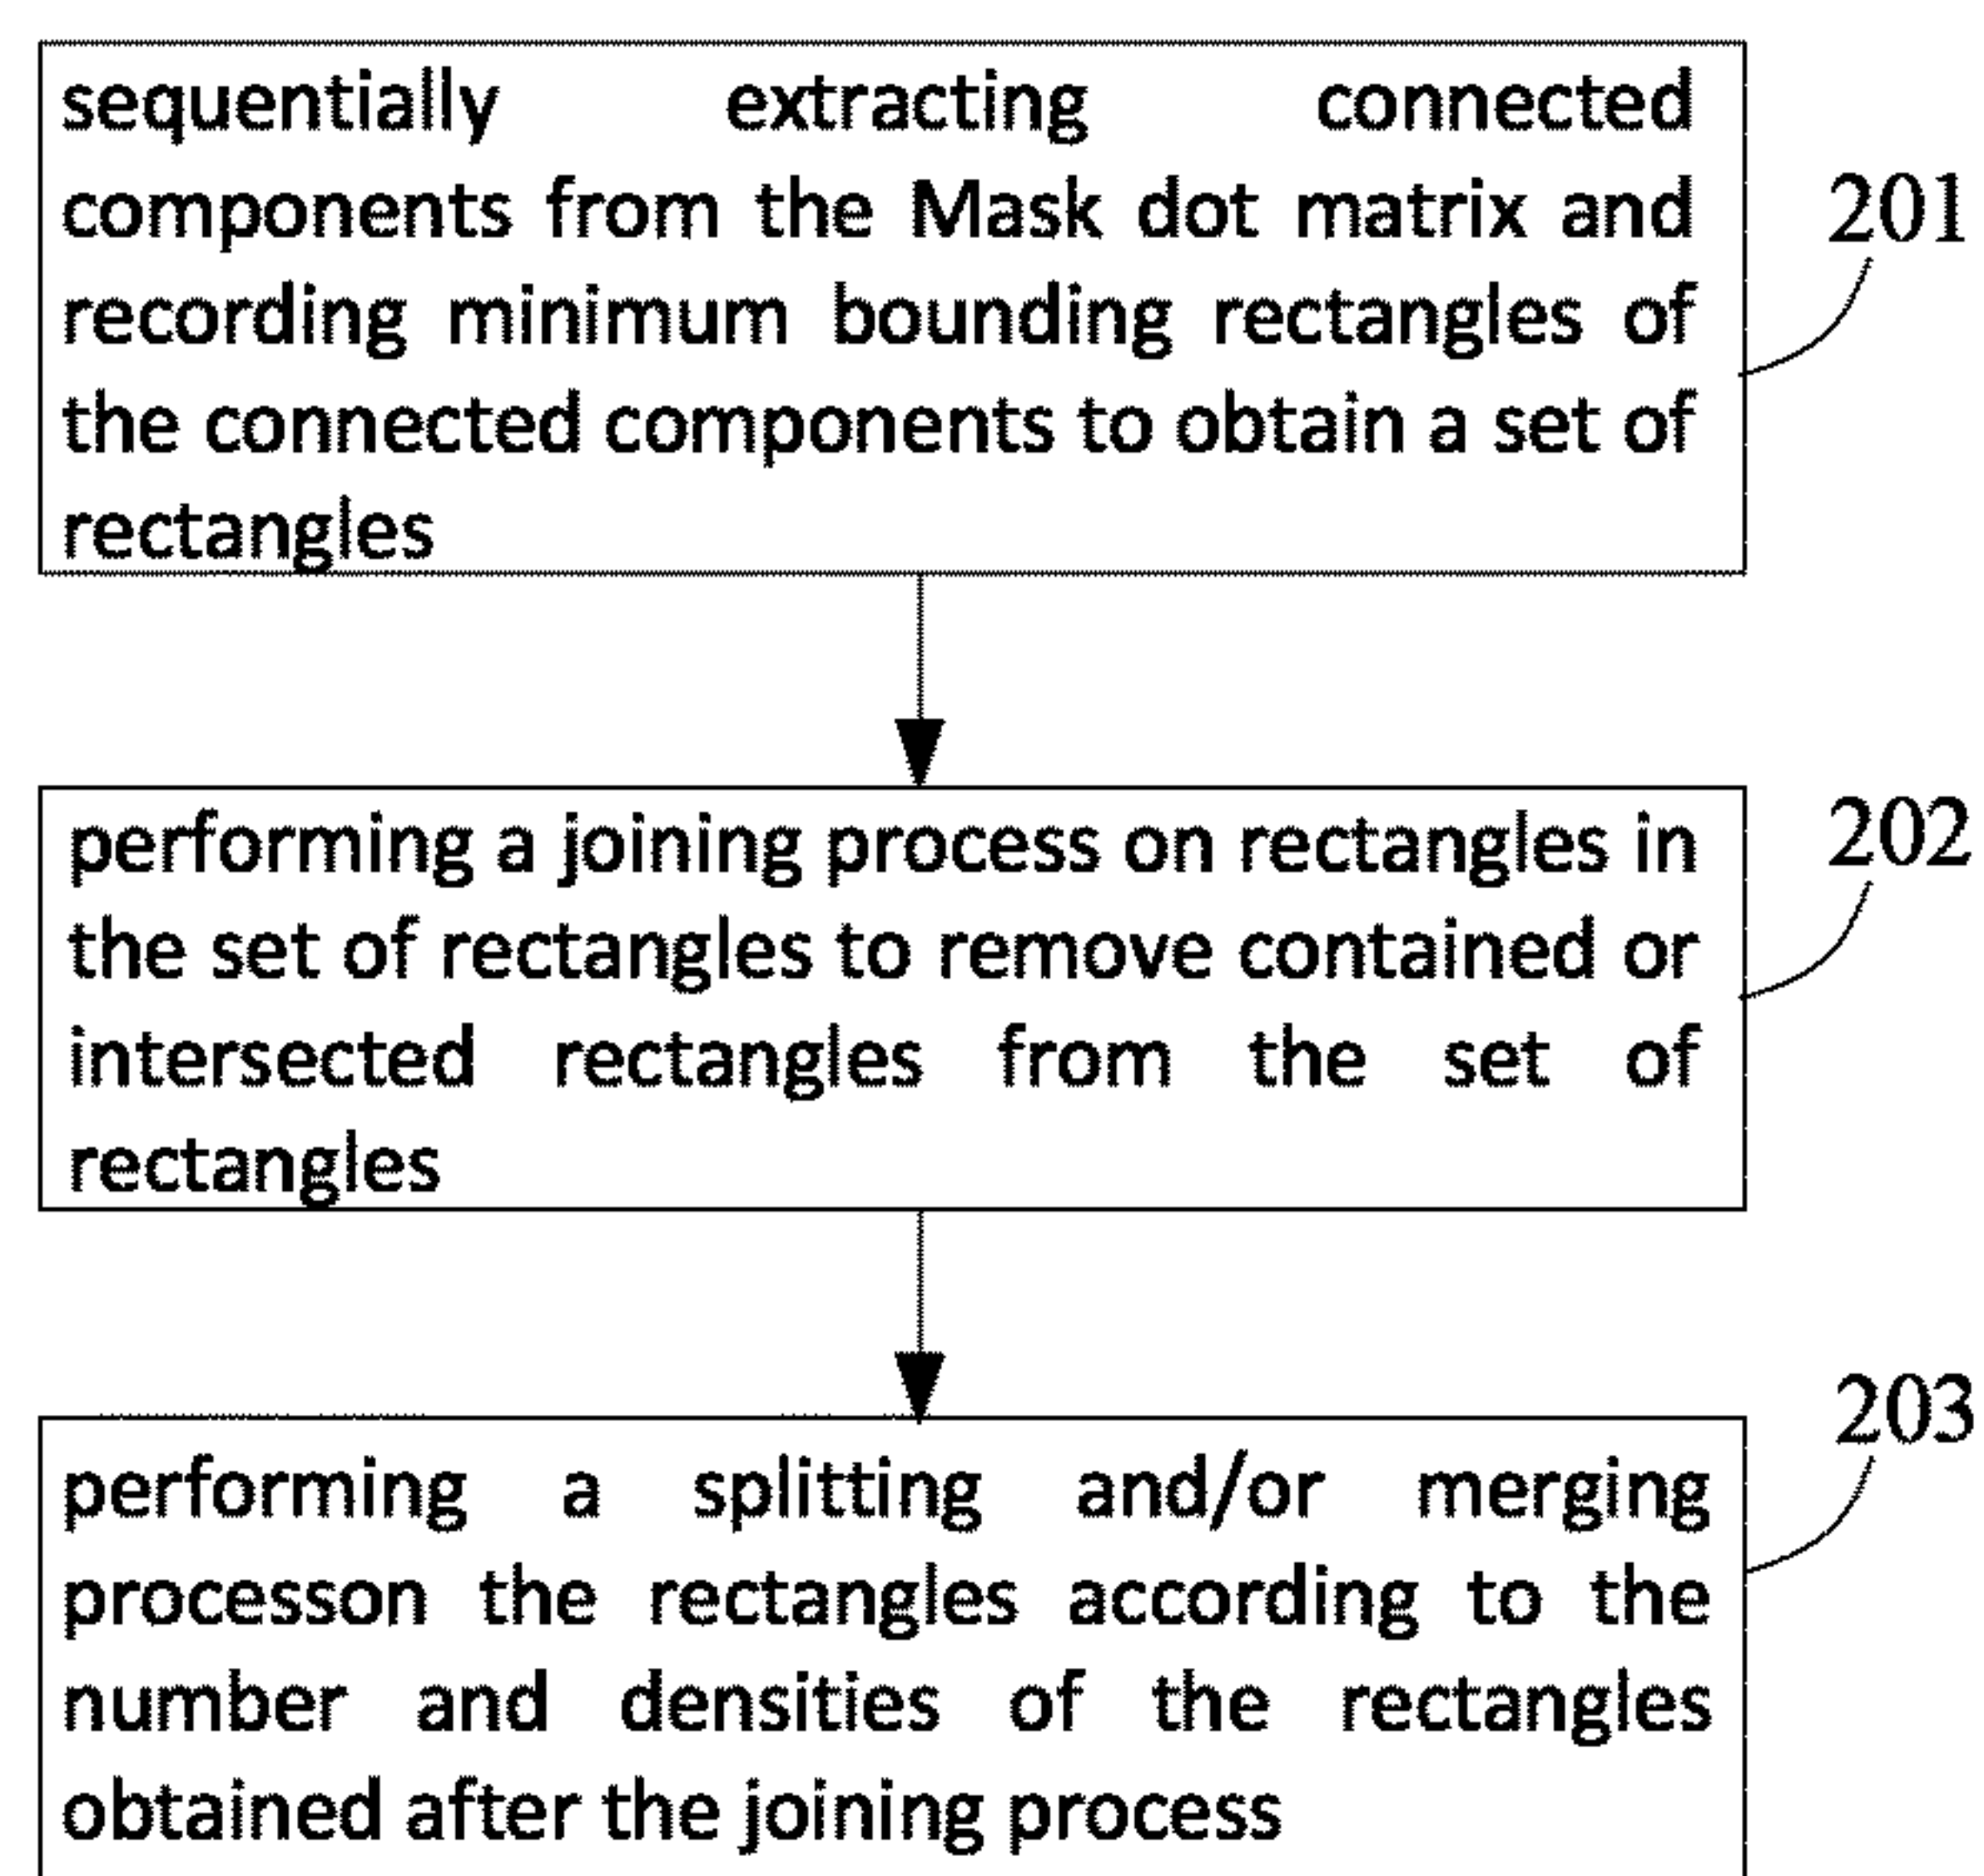 sequentially extracting connected
components from the Mask dot matrix and
recording minimum bounding rectangles of
the connected components to obtain a set of
rectangles
201
performing a joining process on rectangles in
the set of rectangles to remove contained or
intersected rectangles from the set of
rectangles
202
performing a splitting and/or merging
processon the rectangles according to the
number and densities of the rectangles
obtained after the joining process
203